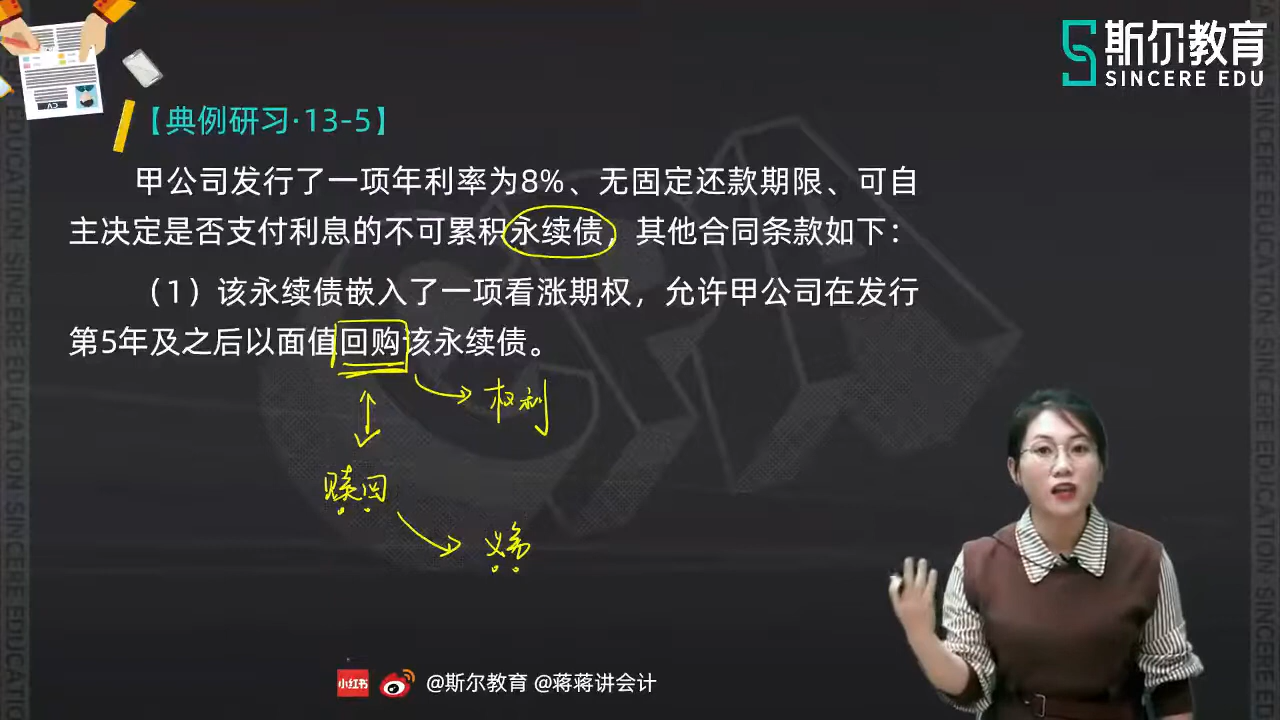 斯尔教育
SINCERE EDU
【典例研习·13-5】
甲公司发行了一项年利率为8%、无固定还款期限、可自
主决定是否支付利息的不可累积永续债，其他合同条款如下：
（1）该永续债嵌入了一项看涨期权，允许甲公司在发行
第5年及之后以面值回购该永续债。
权利
赎回
义务
小红书 @斯尔教育 @蒋蒋讲会计